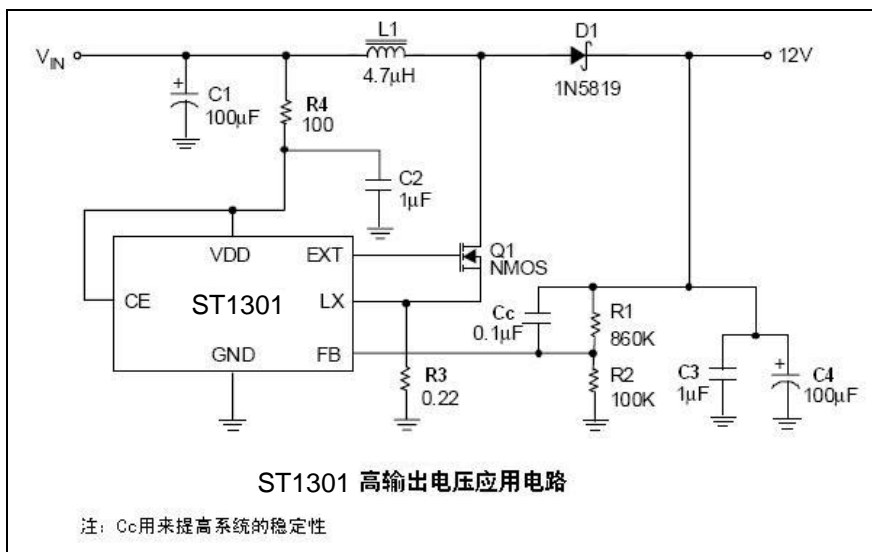 L1
D1
VIN
12V
4.7μH
1N5819
+
C1
100μF
R4
100
C2
1μF
VDD
EXT
Q1
NMOS
CE
ST1301
LX
Cc
0.1μF
R1
860K
GND
FB
R3
0.22
R2
100K
C3
1μF
+
C4
100μF
ST1301 高输出电压应用电路
注：Cc用来提高系统的稳定性